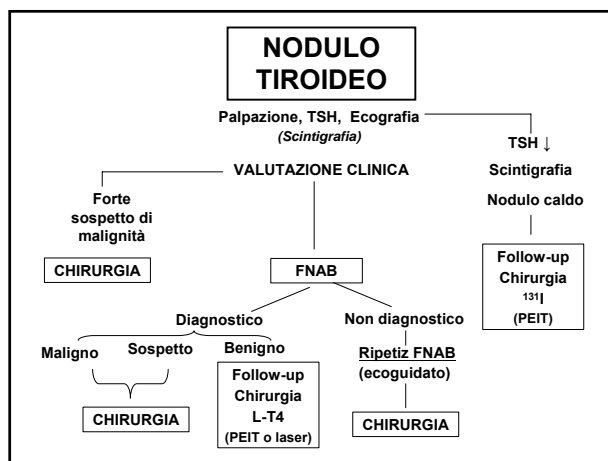 NODULO
TIROIDEO
Palpazione, TSH, Ecografia
(Scintigrafia)
TSH ↓
Scintigrafia
Nodulo caldo
Follow-up
Chirurgia
¹³¹I
(PEIT)
VALUTAZIONE CLINICA
Forte
sospetto di
malignità
CHIRURGIA
FNAB
Diagnostico
Maligno
Sospetto
Benigno
CHIRURGIA
Follow-up
Chirurgia
L-T4
(PEIT o laser)
Non diagnostico
Ripetiz FNAB
(ecoguidato)
CHIRURGIA